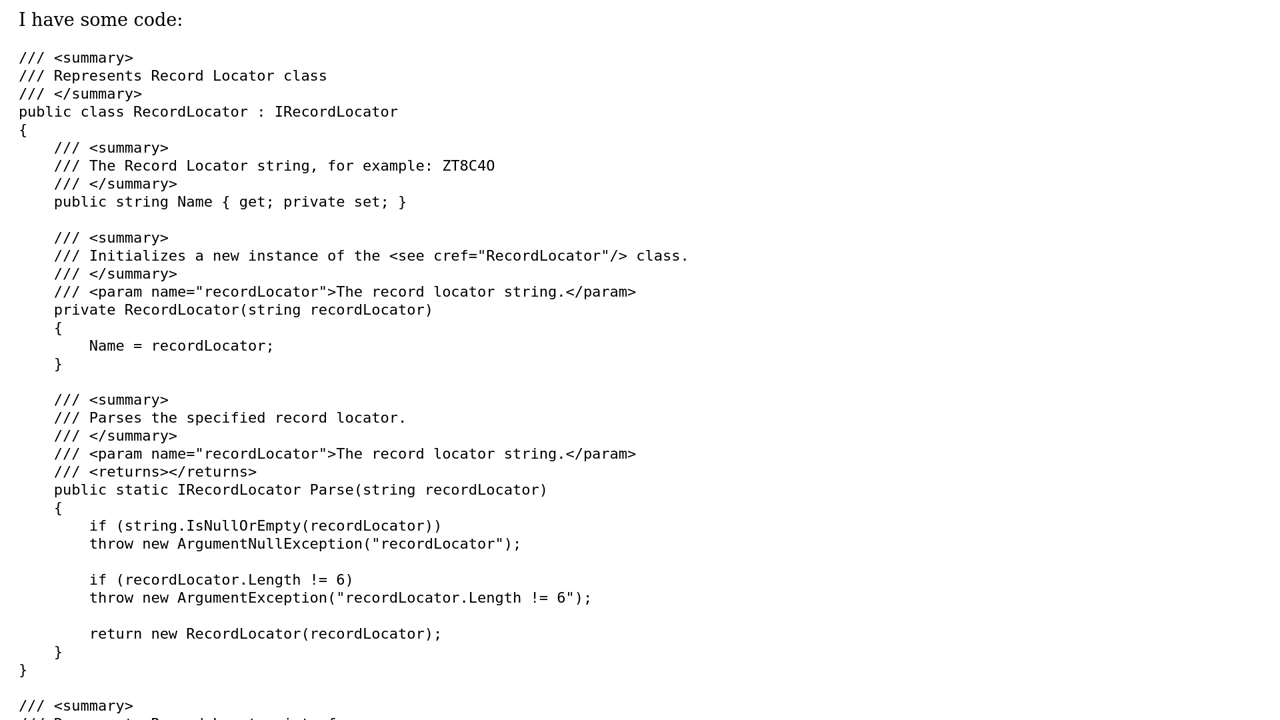 I have some code:
/// <summary>
/// Represents Record Locator class
/// </summary>
public class RecordLocator : IRecordLocator
{
    /// <summary>
    /// The Record Locator string, for example: ZT8C4O
    /// </summary>
    public string Name { get; private set; }

    /// <summary>
    /// Initializes a new instance of the <see cref="RecordLocator"/> class.
    /// </summary>
    /// <param name="recordLocator">The record locator string.</param>
    private RecordLocator(string recordLocator)
    {
        Name = recordLocator;
    }

    /// <summary>
    /// Parses the specified record locator.
    /// </summary>
    /// <param name="recordLocator">The record locator string.</param>
    /// <returns></returns>
    public static IRecordLocator Parse(string recordLocator)
    {
        if (string.IsNullOrEmpty(recordLocator))
        throw new ArgumentNullException("recordLocator");

        if (recordLocator.Length != 6)
        throw new ArgumentException("recordLocator.Length != 6");

        return new RecordLocator(recordLocator);
    }
}

/// <summary>